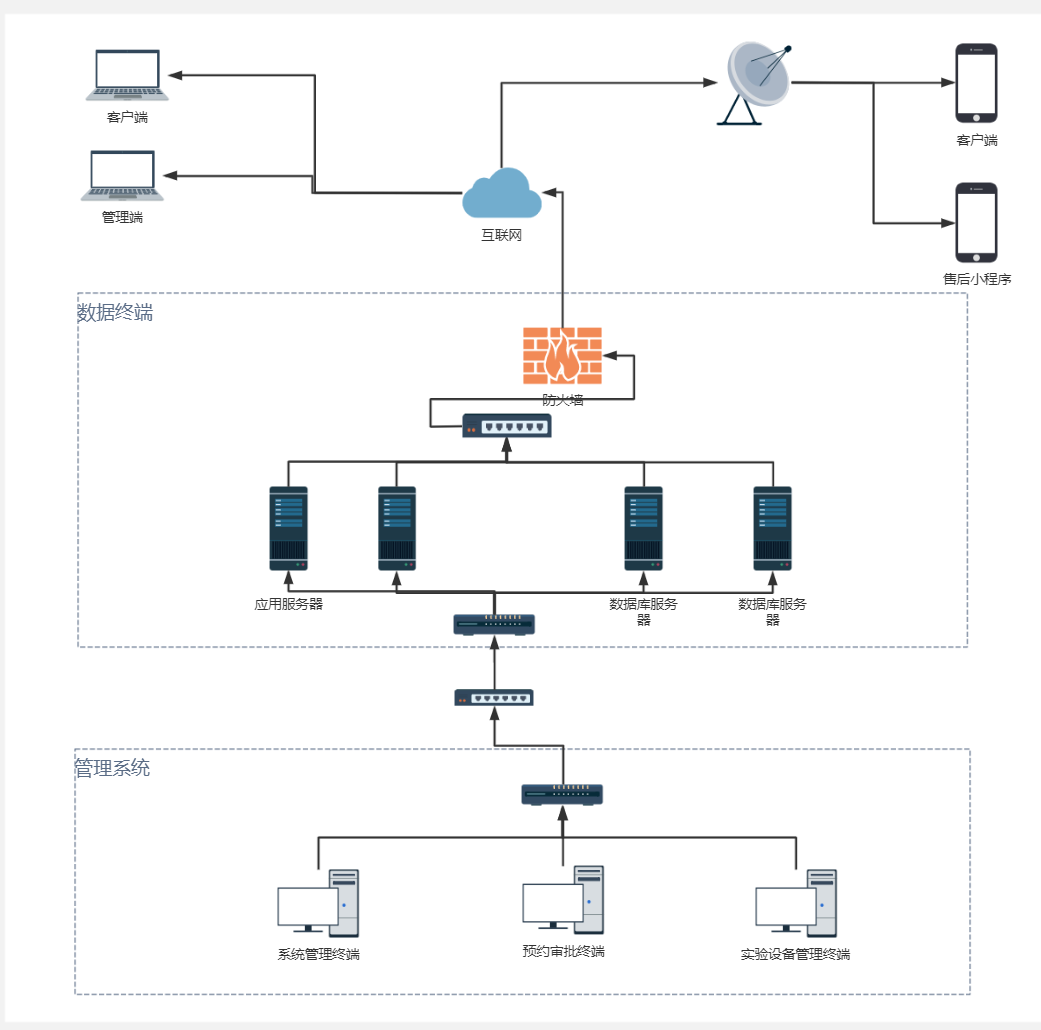 客户端
管理端
互联网
客户端
售后小程序
数据终端
防火墙
应用服务器
数据库服务
器
数据库服务
器
管理系统
系统管理终端
预约审批终端
实验设备管理终端